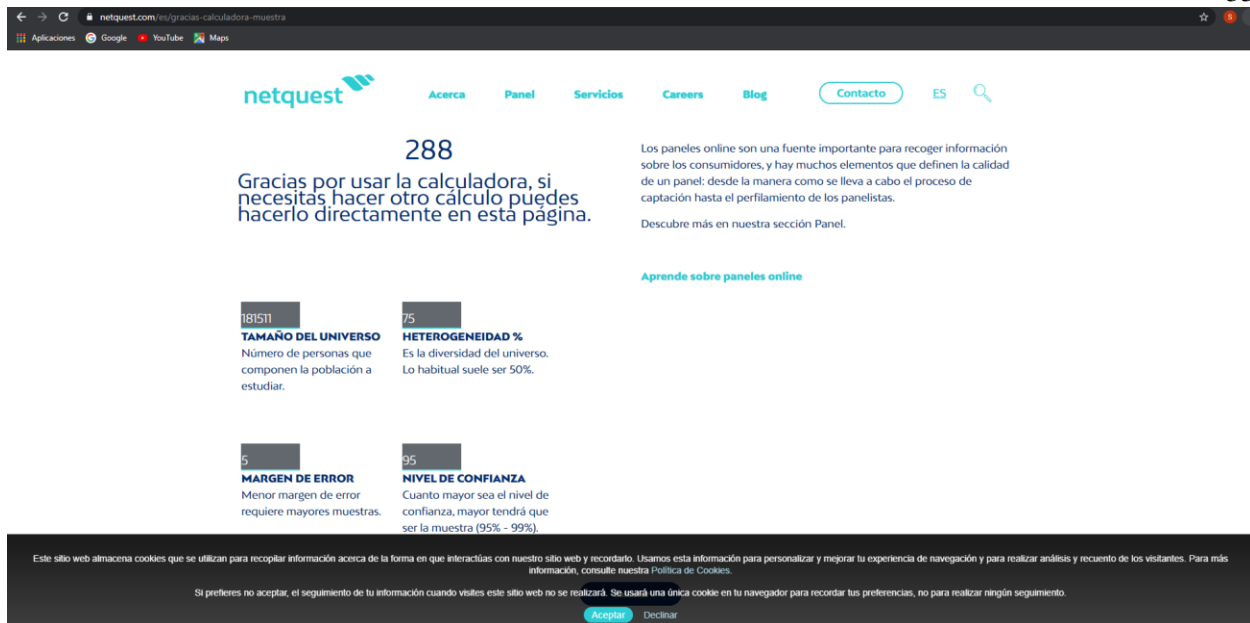 netquest.com/es/gracias-calculadora-muestra
Aplicaciones Google YouTube Maps
netquest Acerca Panel Servicios Careers Blog Contacto ES
288
Gracias por usar la calculadora, si
necesitas hacer otro cálculo puedes
hacerlo directamente en esta página.
Los paneles online son una fuente importante para recoger información
sobre los consumidores, y hay muchos elementos que definen la calidad
de un panel: desde la manera como se lleva a cabo el proceso de
captación hasta el perfilamiento de los panelistas.
Descubre más en nuestra sección Panel.
Aprende sobre paneles online
181511
TAMAÑO DEL UNIVERSO
Número de personas que
componen la población a
estudiar.
75
HETEROGENEIDAD %
Es la diversidad del universo.
Lo habitual suele ser 50%.
5
MARGEN DE ERROR
Menor margen de error
requiere mayores muestras.
95
NIVEL DE CONFIANZA
Cuanto mayor sea el nivel de
confianza, mayor tendrá que
ser la muestra (95% - 99%).
Este sitio web almacena cookies que se utilizan para recopilar información acerca de la forma en que interactúas con nuestro sitio web y recordarlo. Usamos esta información para personalizar y mejorar tu experiencia de navegación y para realizar análisis y recuento de los visitantes. Para más
información, consulte nuestra Política de Cookies.
Si prefieres no aceptar, el seguimiento de tu información cuando visites este sitio web no se realizará. Se usará una única cookie en tu navegador para recordar tus preferencias, no para realizar ningún seguimiento.
Aceptar Declinar